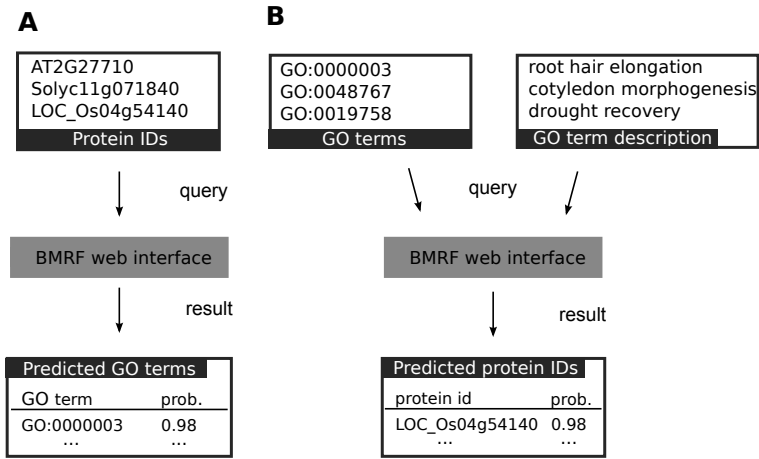 A
AT2G27710
Solyc11g071840
LOC_Os04g54140
Protein IDs
query
BMRF web interface
result
Predicted GO terms
GO term prob.
GO:0000003 0.98
... ...
B
GO:0000003
GO:0048767
GO:0019758
GO terms
root hair elongation
cotyledon morphogenesis
drought recovery
GO term description
query
BMRF web interface
result
Predicted protein IDs
protein id prob.
LOC_Os04g54140 0.98
... ...